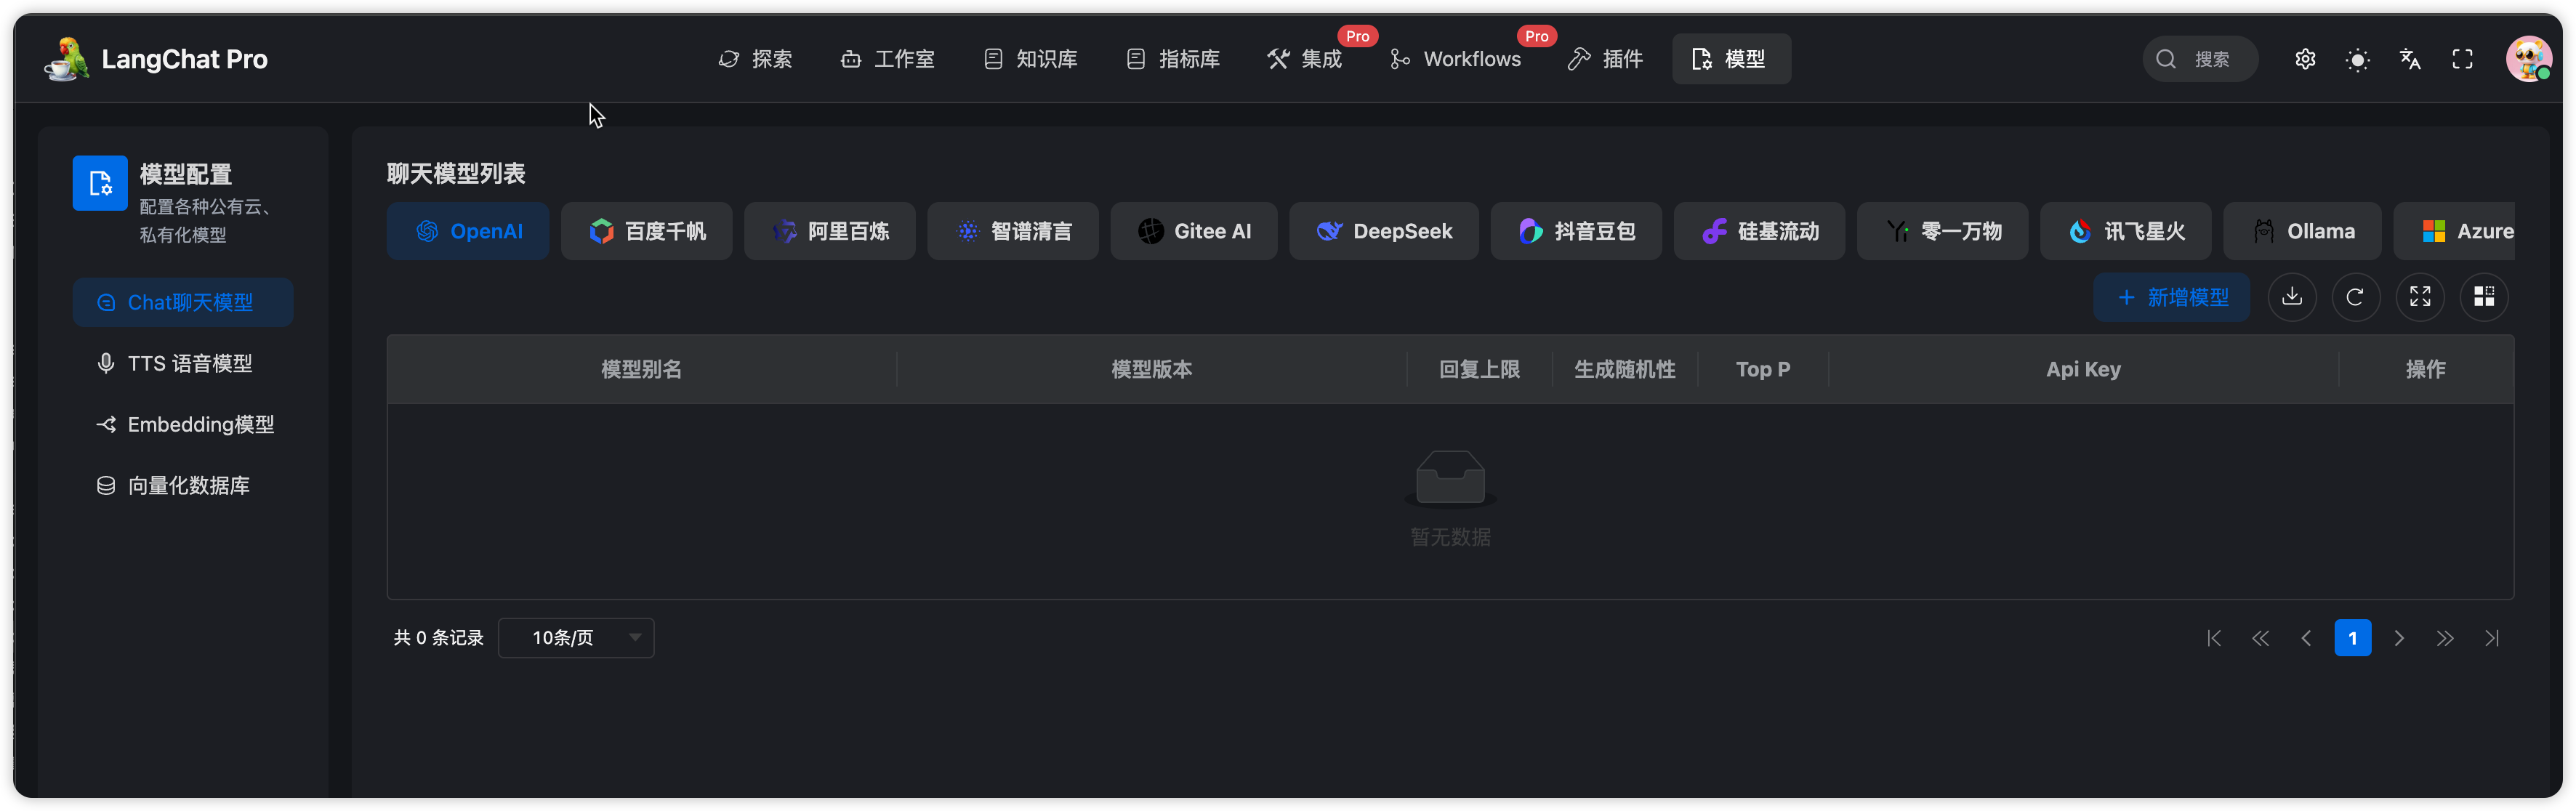 LangChat Pro
探索
工作室
知识库
指标库
集成
Pro
Workflows
Pro
插件
模型
搜索
模型配置
配置各种公有云、
私有化模型
Chat聊天模型
TTS 语音模型
Embedding模型
向量化数据库
聊天模型列表
OpenAI
百度千帆
阿里百炼
智谱清言
Gitee AI
DeepSeek
抖音豆包
硅基流动
零一万物
讯飞星火
Ollama
Azure
新增模型
模型别名
模型版本
回复上限
生成随机性
Top P
Api Key
操作
暂无数据
共 0 条记录
10条/页
1